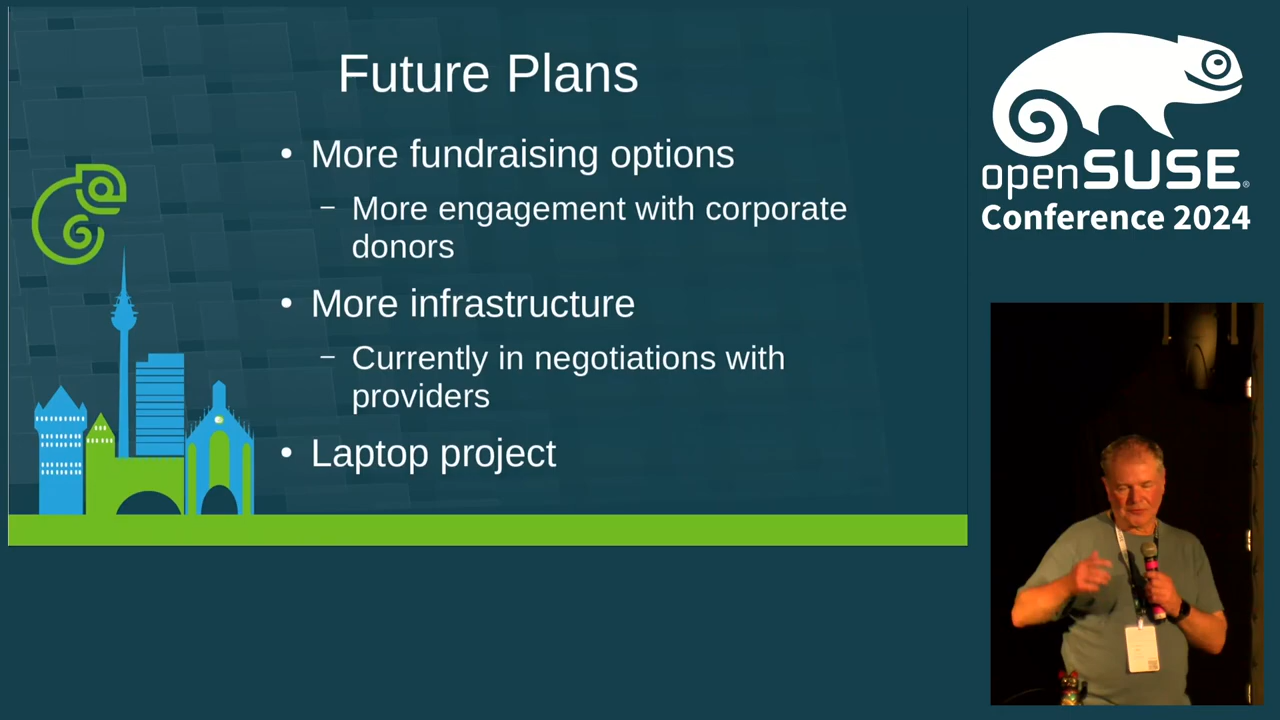 Future Plans
• More fundraising options
– More engagement with corporate
donors
• More infrastructure
– Currently in negotiations with
providers
• Laptop project
openSUSE®
Conference 2024